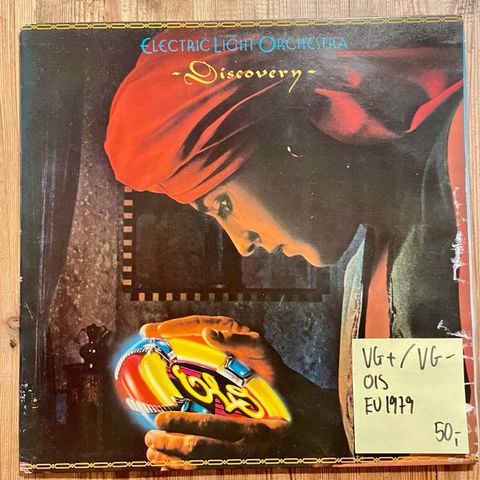 ELECTRIC LIGHT ORCHESTRA
-Discovery-
ELO
VG+/VG-
OIS
EU 1979
50,-